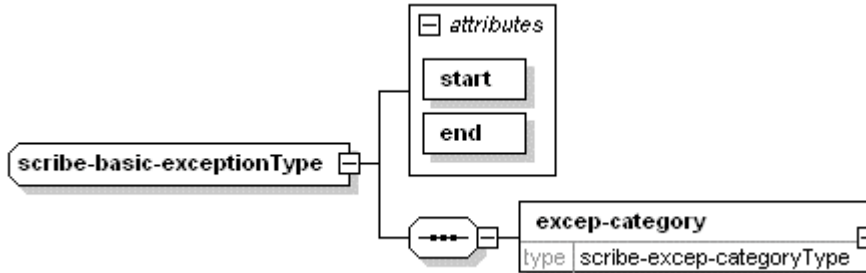 attributes
start
end
scribe-basic-exceptionType
excep-category
type scribe-excep-categoryType